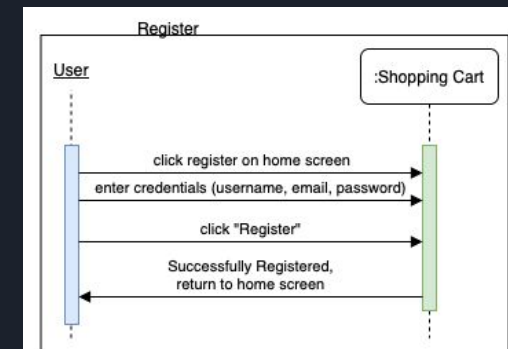 Register
User
:Shopping Cart
click register on home screen
enter credentials (username, email, password)
click "Register"
Successfully Registered,
return to home screen